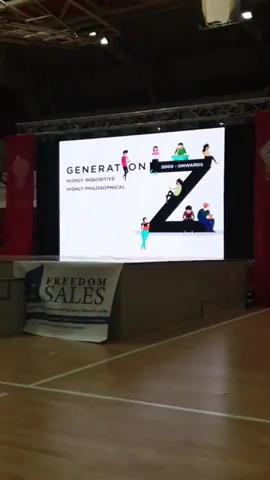 GENERATION
2000 - ONWARDS
Z
HIGHLY INQUISITIVE
HIGHLY PHILOSOPHICAL
FREEDOM
SALES